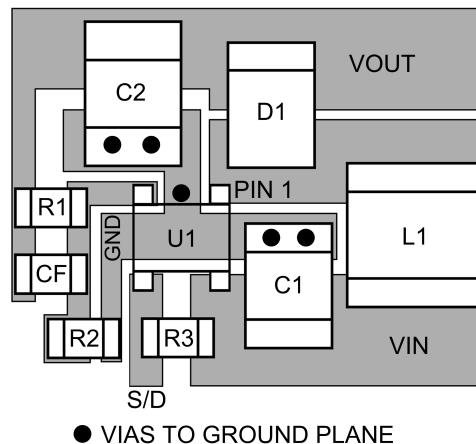 VOUT
C2
D1
PIN 1
R1
GND
U1
L1
CF
C1
R2
R3
VIN
S/D
VIAS TO GROUND PLANE